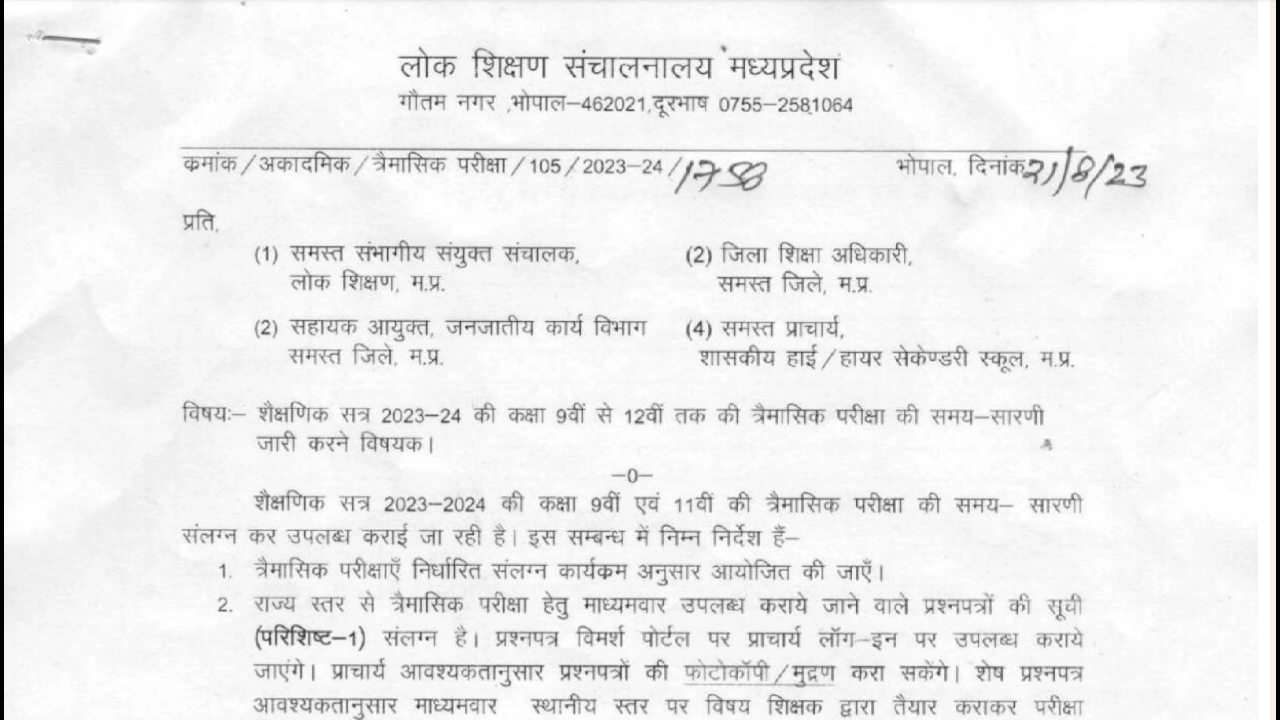 लोक शिक्षण संचालनालय मध्यप्रदेश
गौतम नगर ,भोपाल–462021,दूरभाष 0755–2581064
कमांक/अकादमिक/त्रैमासिक परीक्षा/105/2023–24/1758 भोपाल, दिनांक 21/8/23
प्रति,
(1) समस्त संभागीय संयुक्त संचालक, (2) जिला शिक्षा अधिकारी,
लोक शिक्षण, म.प्र. समस्त जिले, म.प्र.
(2) सहायक आयुक्त, जनजातीय कार्य विभाग (4) समस्त प्राचार्य,
समस्त जिले, म.प्र. शासकीय हाई/हायर सेकेण्डरी स्कूल, म.प्र.
विषयः– शैक्षणिक सत्र 2023–24 की कक्षा 9वीं से 12वीं तक की त्रैमासिक परीक्षा की समय–सारणी
जारी करने विषयक।
–0–
शैक्षणिक सत्र 2023–2024 की कक्षा 9वीं एवं 11वीं की त्रैमासिक परीक्षा की समय– सारणी
संलग्न कर उपलब्ध कराई जा रही है। इस सम्बन्ध में निम्न निर्देश हैं–
1. त्रैमासिक परीक्षाएँ निर्धारित संलग्न कार्यकम अनुसार आयोजित की जाएँ।
2. राज्य स्तर से त्रैमासिक परीक्षा हेतु माध्यमवार उपलब्ध कराये जाने वाले प्रश्नपत्रों की सूची
(परिशिष्ट–1) संलग्न है। प्रश्नपत्र विमर्श पोर्टल पर प्राचार्य लॉग–इन पर उपलब्ध कराये
जाएंगे। प्राचार्य आवश्यकतानुसार प्रश्नपत्रों की फोटोकॉपी/मुद्रण करा सकेंगे। शेष प्रश्नपत्र
आवश्यकतानुसार माध्यमवार स्थानीय स्तर पर विषय शिक्षक द्वारा तैयार कराकर परीक्षा